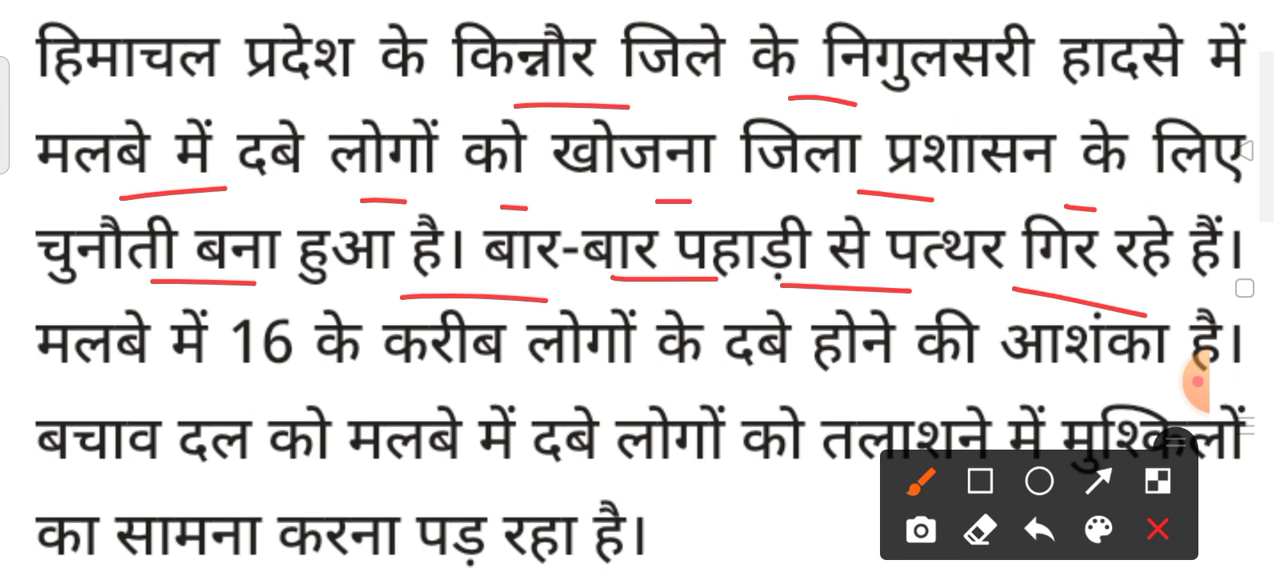 हिमाचल प्रदेश के किन्नौर जिले के निगुलसरी हादसे में
मलबे में दबे लोगों को खोजना जिला प्रशासन के लिए
चुनौती बना हुआ है। बार-बार पहाड़ी से पत्थर गिर रहे हैं।
मलबे में 16 के करीब लोगों के दबे होने की आशंका है।
बचाव दल को मलबे में दबे लोगों को तलाशने में मुश्किलों
का सामना करना पड़ रहा है।